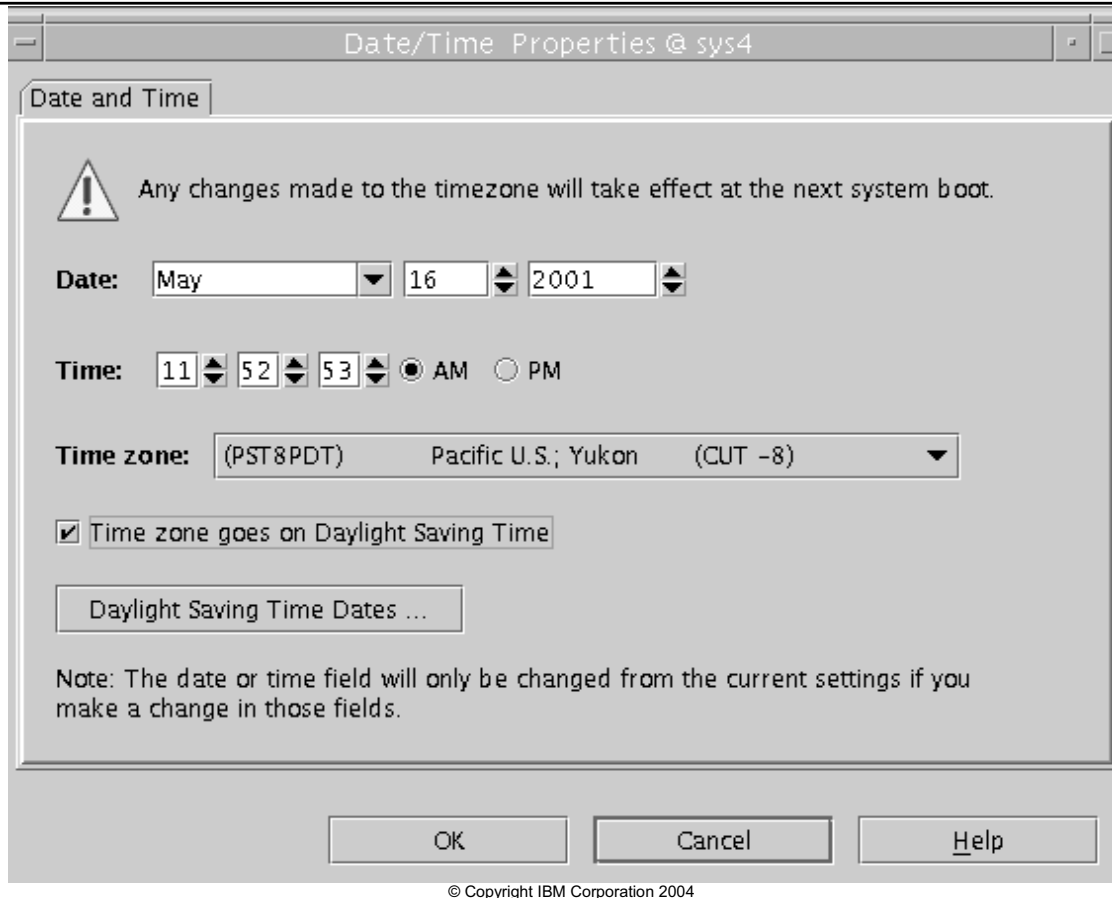 Date/Time Properties @ sys4
Date and Time
Any changes made to the timezone will take effect at the next system boot.
Date: May 16 2001
Time: 11 52 53 AM PM
Time zone: (PST8PDT) Pacific U.S.; Yukon (CUT -8)
Time zone goes on Daylight Saving Time
Daylight Saving Time Dates ...
Note: The date or time field will only be changed from the current settings if you
make a change in those fields.
OK Cancel Help
© Copyright IBM Corporation 2004